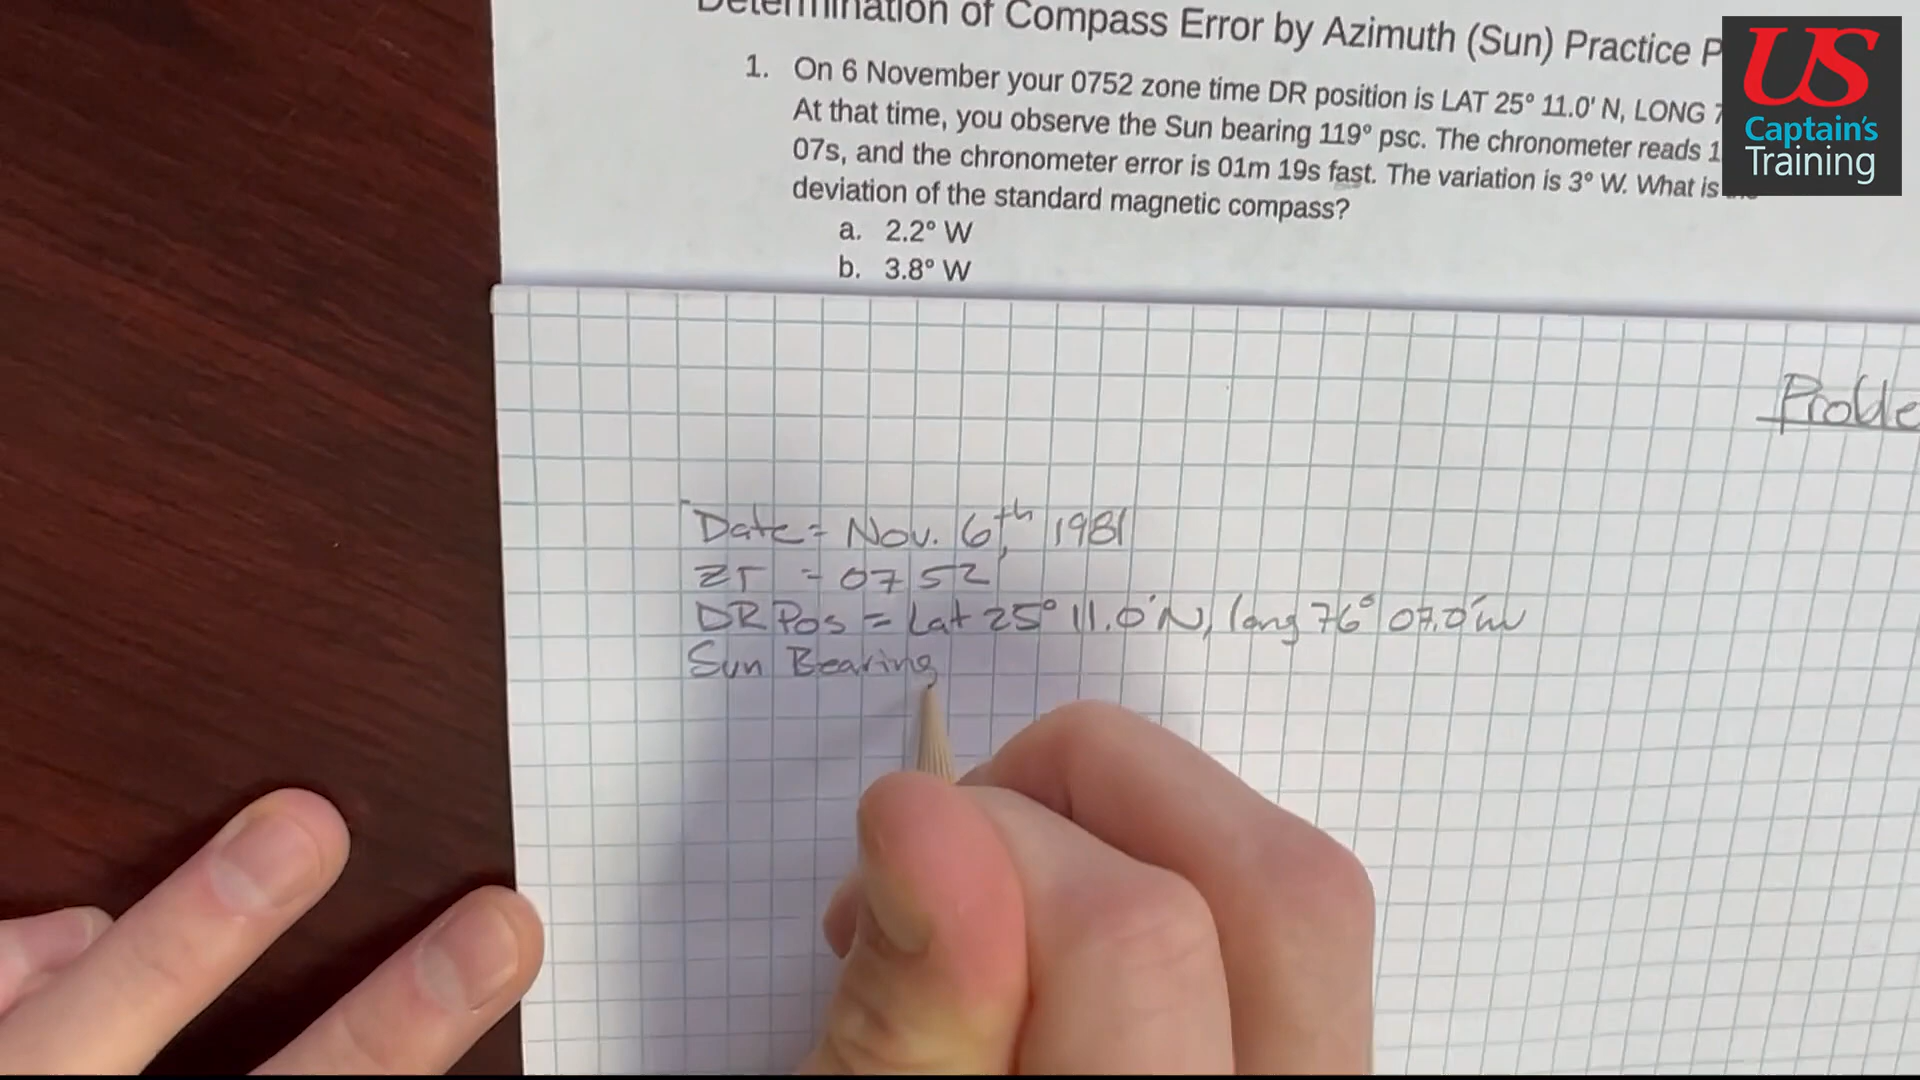 Determination of Compass Error by Azimuth (Sun) Practice P
1. On 6 November your 0752 zone time DR position is LAT 25° 11.0' N, LONG 7
At that time, you observe the Sun bearing 119° psc. The chronometer reads 1
07s, and the chronometer error is 01m 19s fast. The variation is 3° W. What is the
deviation of the standard magnetic compass?
a. 2.2° W
b. 3.8° W
US
Captain's
Training
Proble
Date = Nov. 6th, 1981
ZT = 0752
DR Pos = Lat 25° 11.0' N, long 76° 07.0' W
Sun Bearing